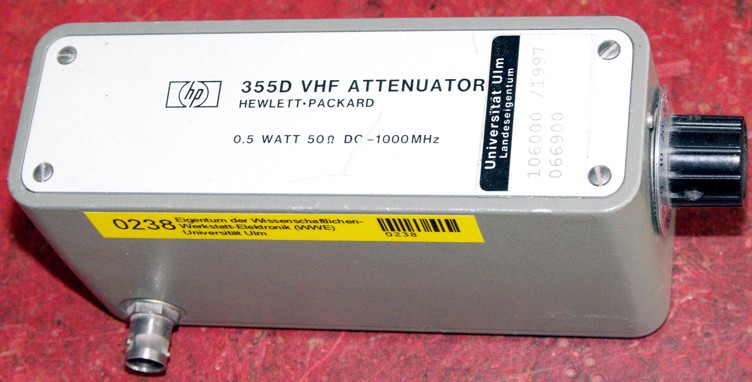 hp
355D VHF ATTENUATOR
HEWLETT·PACKARD
0.5 WATT 50Ω DC-1000MHz
Universität Ulm
Landeseigentum
106000 /1997
066900
0238
Eigentum der Wissenschaftlichen-
Werkstatt-Elektronik (WWE)
Universität Ulm
0238